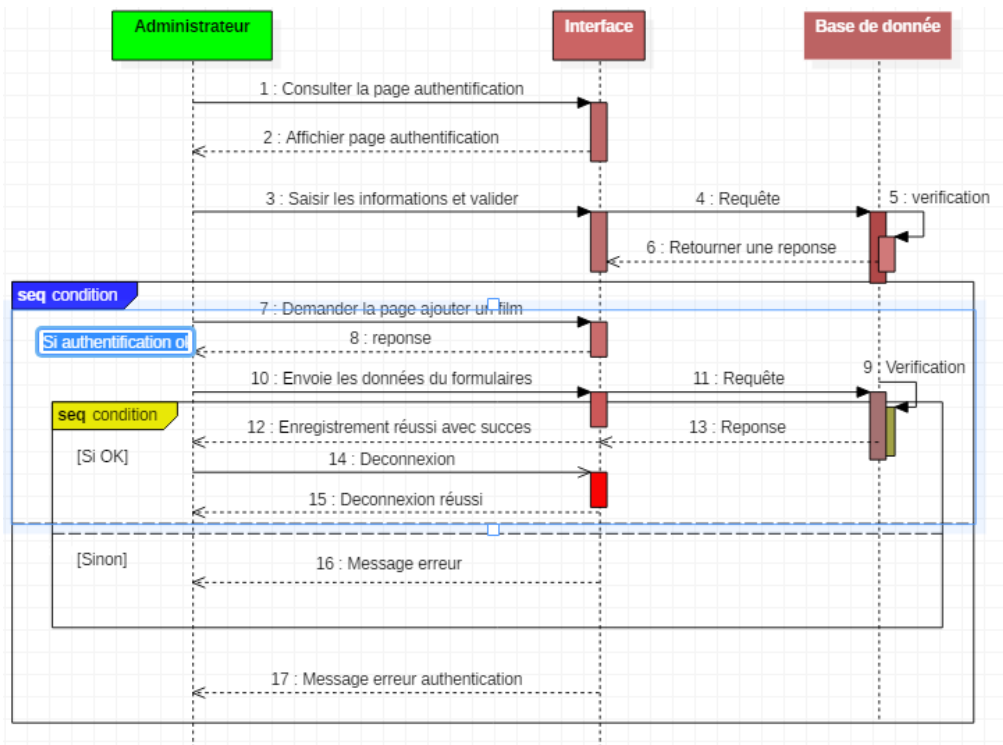 Administrateur
Interface
Base de donnée
1 : Consulter la page authentification
2 : Affichier page authentification
3 : Saisir les informations et valider
4 : Requête
5 : verification
6 : Retourner une reponse
seq condition
7 : Demander la page ajouter un film
Si authentification ok
8 : reponse
9 : Verification
10 : Envoie les données du formulaires
11 : Requête
seq condition
12 : Enregistrement réussi avec succes
13 : Reponse
[Si OK]
14 : Deconnexion
15 : Deconnexion réussi
[Sinon]
16 : Message erreur
17 : Message erreur authentication